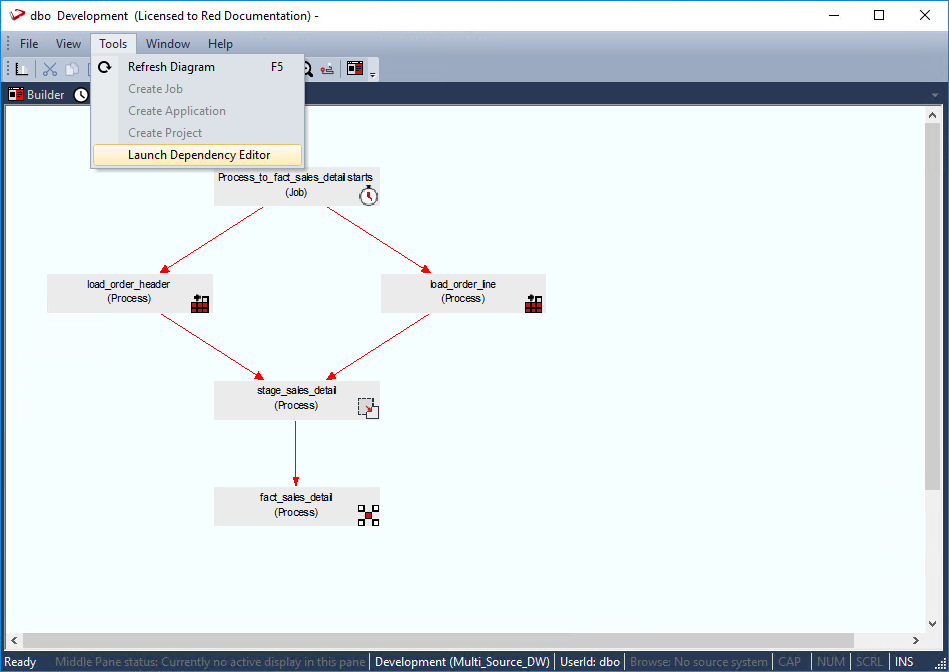 dbo Development (Licensed to Red Documentation) -
File View Tools Window Help
Refresh Diagram F5
Create Job
Create Application
Create Project
Launch Dependency Editor
Builder
Process_to_fact_sales_detail starts
(Job)
load_order_header
(Process)
load_order_line
(Process)
stage_sales_detail
(Process)
fact_sales_detail
(Process)
Ready Middle Pane status: Currently no active display in this pane Development (Multi_Source_DW) UserId: dbo Browse: No source system CAP NUM SCRL INS